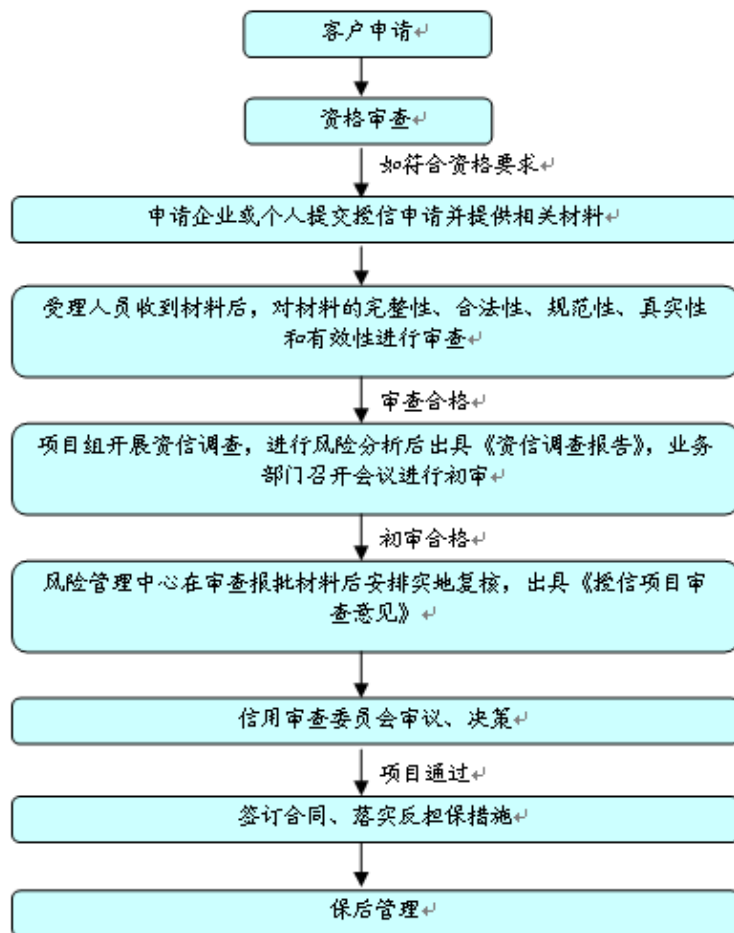 客户申请
资格审查
如符合资格要求
申请企业或个人提交授信申请并提供相关材料
受理人员收到材料后，对材料的完整性、合法性、规范性、真实性
和有效性进行审查
审查合格
项目组开展资信调查，进行风险分析后出具《资信调查报告》，业务
部门召开会议进行初审
初审合格
风险管理中心在审查报批材料后安排实地复核，出具《授信项目审
查意见》
信用审查委员会审议、决策
项目通过
签订合同、落实反担保措施
保后管理